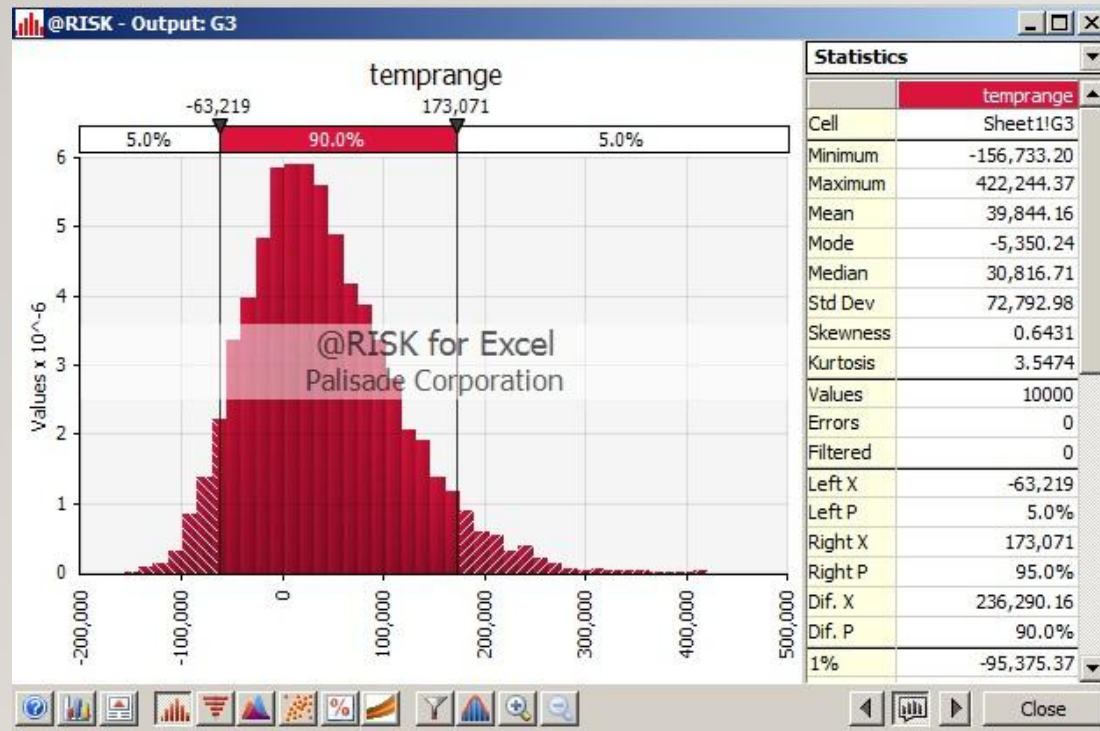 @RISK - Output: G3
temprange
-63,219 173,071
5.0% 90.0% 5.0%
6
5
4
3
2
1
0
Values x 10^-6
@RISK for Excel
Palisade Corporation
-200,000
-100,000
0
100,000
200,000
300,000
400,000
500,000
Statistics
temprange
Cell Sheet1!G3
Minimum -156,733.20
Maximum 422,244.37
Mean 39,844.16
Mode -5,350.24
Median 30,816.71
Std Dev 72,792.98
Skewness 0.6431
Kurtosis 3.5474
Values 10000
Errors 0
Filtered 0
Left X -63,219
Left P 5.0%
Right X 173,071
Right P 95.0%
Dif. X 236,290.16
Dif. P 90.0%
1% -95,375.37
Close